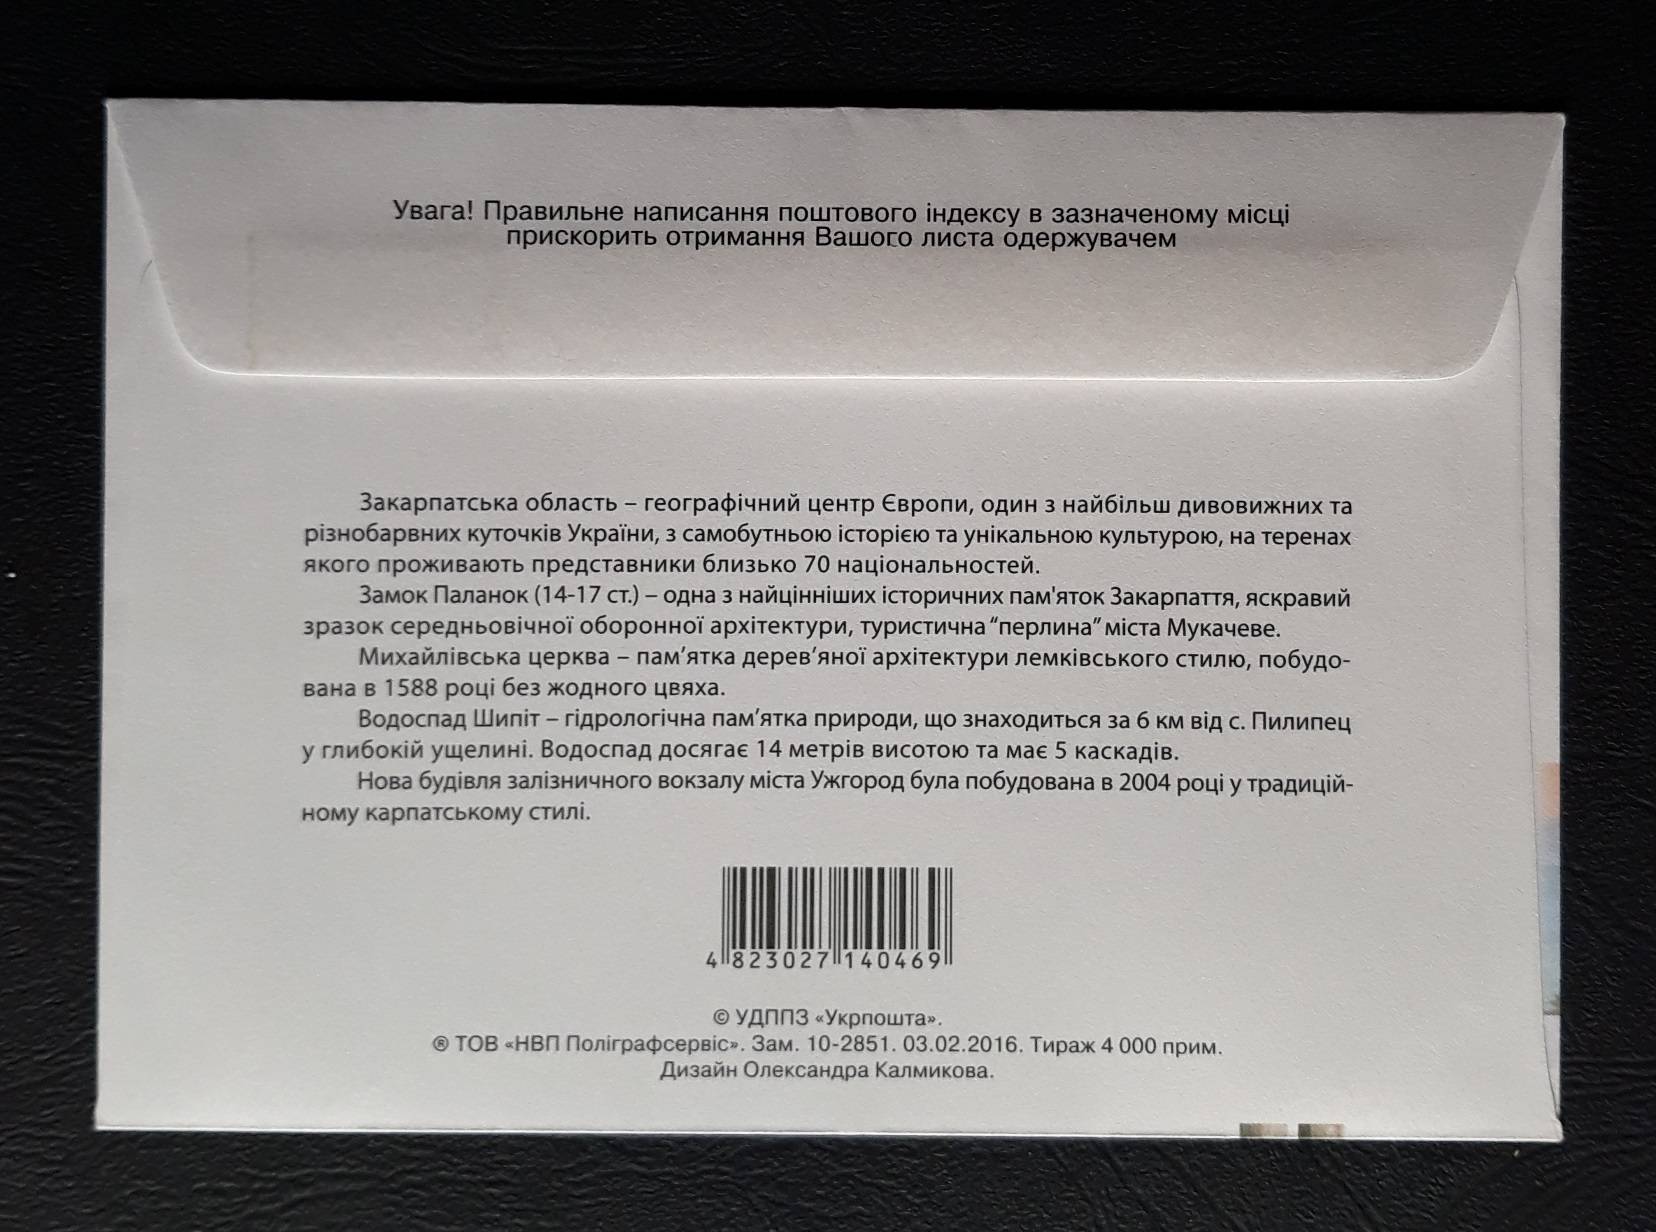 Увага! Правильне написання поштового індексу в зазначеному місці
прискорить отримання Вашого листа одержувачем
Закарпатська область – географічний центр Європи, один з найбільш дивовижних та
різнобарвних куточків України, з самобутньою історією та унікальною культурою, на теренах
якого проживають представники близько 70 національностей.
Замок Паланок (14-17 ст.) – одна з найцінніших історичних пам'яток Закарпаття, яскравий
зразок середньовічної оборонної архітектури, туристична “перлина” міста Мукачеве.
Михайлівська церква – пам’ятка дерев’яної архітектури лемківського стилю, побудо-
вана в 1588 році без жодного цвяха.
Водоспад Шипіт – гідрологічна пам’ятка природи, що знаходиться за 6 км від с. Пилипец
у глибокій ущелині. Водоспад досягає 14 метрів висотою та має 5 каскадів.
Нова будівля залізничного вокзалу міста Ужгород була побудована в 2004 році у традицій-
ному карпатському стилі.
4 823027 140469
© УДППЗ «Укрпошта».
® ТОВ «НВП Поліграфсервіс». Зам. 10-2851. 03.02.2016. Тираж 4 000 прим.
Дизайн Олександра Калмикова.